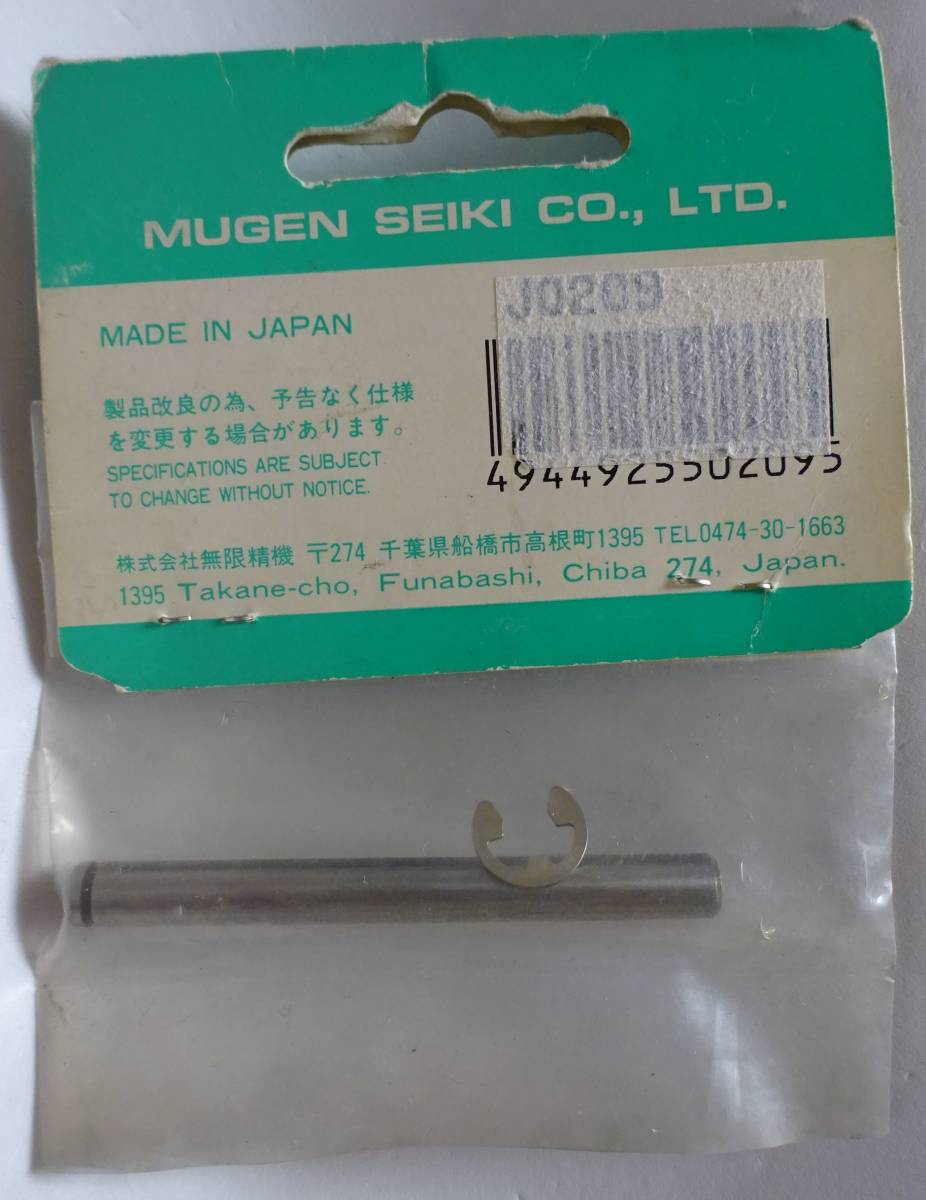 MUGEN SEIKI CO., LTD.
MADE IN JAPAN
J0209
製品改良の為、予告なく仕様
を変更する場合があります。
SPECIFICATIONS ARE SUBJECT
TO CHANGE WITHOUT NOTICE.
4944925502095
株式会社無限精機 〒274 千葉県船橋市高根町1395 TEL0474-30-1663
1395 Takane-cho, Funabashi, Chiba 274, Japan.